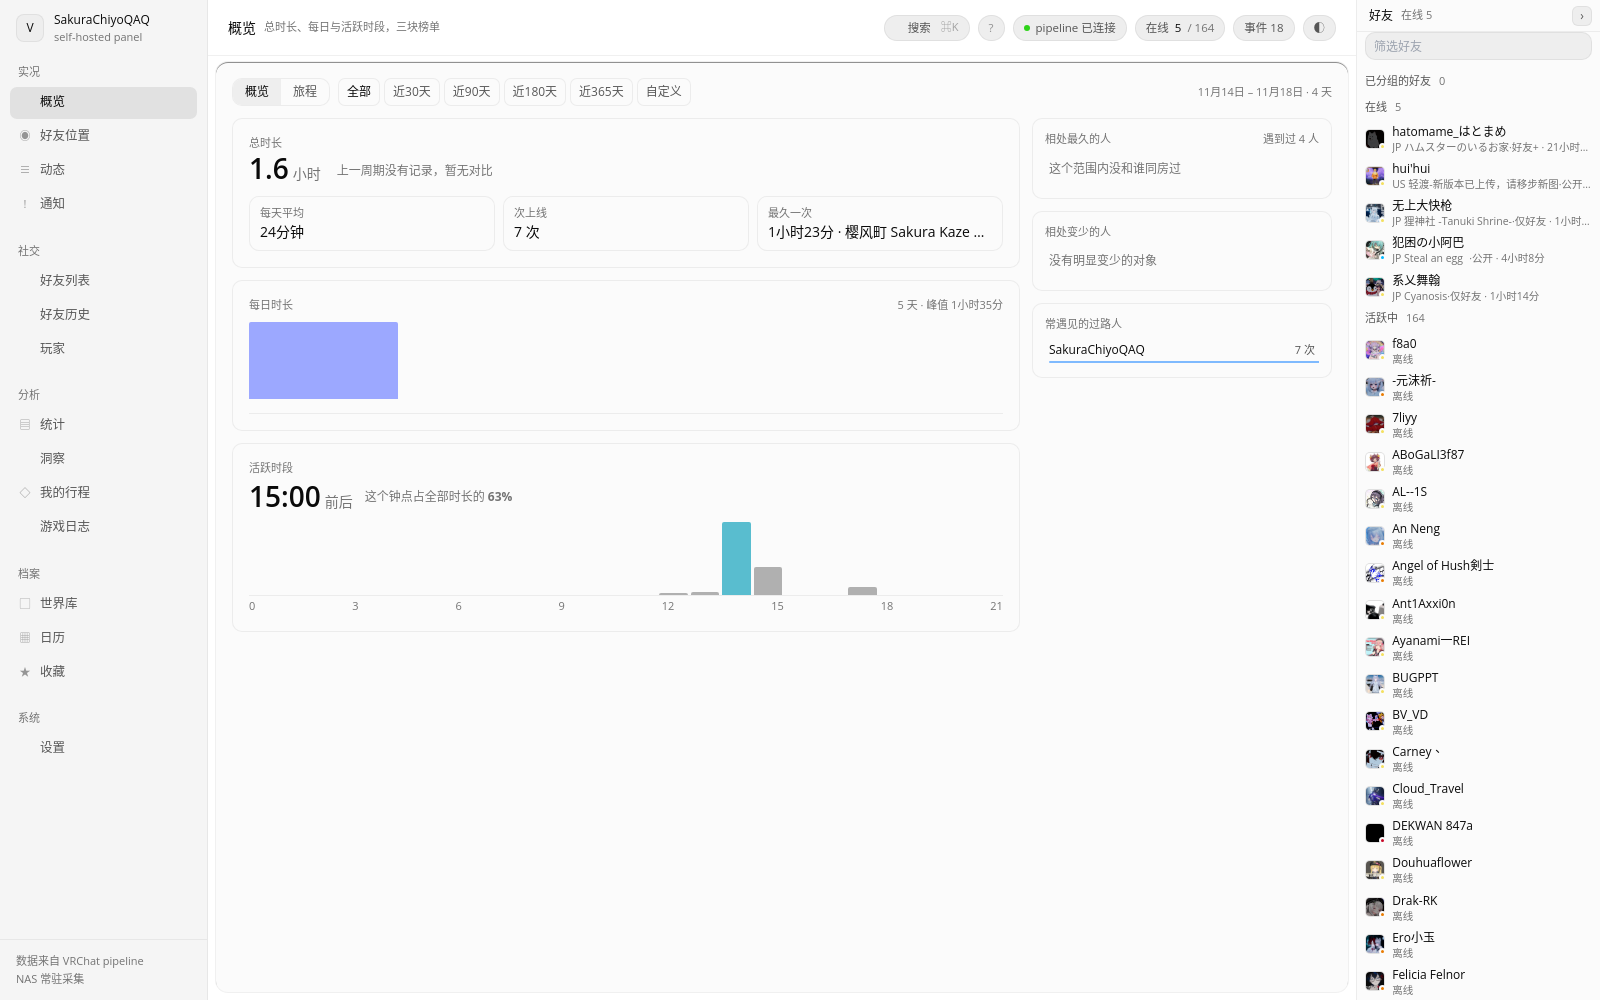 V
SakuraChiyoQAQ
self-hosted panel
实况
概览
好友位置
动态
通知
社交
好友列表
好友历史
玩家
分析
统计
洞察
我的行程
游戏日志
档案
世界库
日历
收藏
系统
设置
数据来自 VRChat pipeline
NAS 常驻采集
概览 总时长、每日与活跃时段，三块榜单
搜索 ⌘K
?
pipeline 已连接
在线 5 / 164
事件 18
概览 旅程 全部 近30天 近90天 近180天 近365天 自定义
11月14日 – 11月18日 · 4 天
总时长
1.6 小时 上一周期没有记录，暂无对比
每天平均
24分钟
次上线
7 次
最久一次
1小时23分 · 樱风町 Sakura Kaze ...
每日时长 5 天 · 峰值 1小时35分
活跃时段
15:00 前后 这个钟点占全部时长的 63%
0 3 6 9 12 15 18 21
相处最久的人 遇到过 4 人
这个范围内没和谁同房过
相处变少的人
没有明显变少的对象
常遇见的过路人
SakuraChiyoQAQ 7 次
好友 在线 5
筛选好友
已分组的好友 0
在线 5
hatomame_はとまめ
JP ハムスターのいるお家·好友+ · 21小时...
hui'hui
US 轻渡-新版本已上传，请移步新图·公开...
无上大快枪
JP 狸神社 -Tanuki Shrine-·仅好友 · 1小时...
犯困の小阿巴
JP Steal an egg ·公开 · 4小时8分
系乂舞翰
JP Cyanosis·仅好友 · 1小时14分
活跃中 164
f8a0
离线
-元沫祈-
离线
7liyy
离线
ABoGaLI3f87
离线
AL--1S
离线
An Neng
离线
Angel of Hush剣士
离线
Ant1Axxi0n
离线
Ayanami一REI
离线
BUGPPT
离线
BV_VD
离线
Carney丶
离线
Cloud_Travel
离线
DEKWAN 847a
离线
Douhuaflower
离线
Drak-RK
离线
Ero小玉
离线
Felicia Felnor
离线